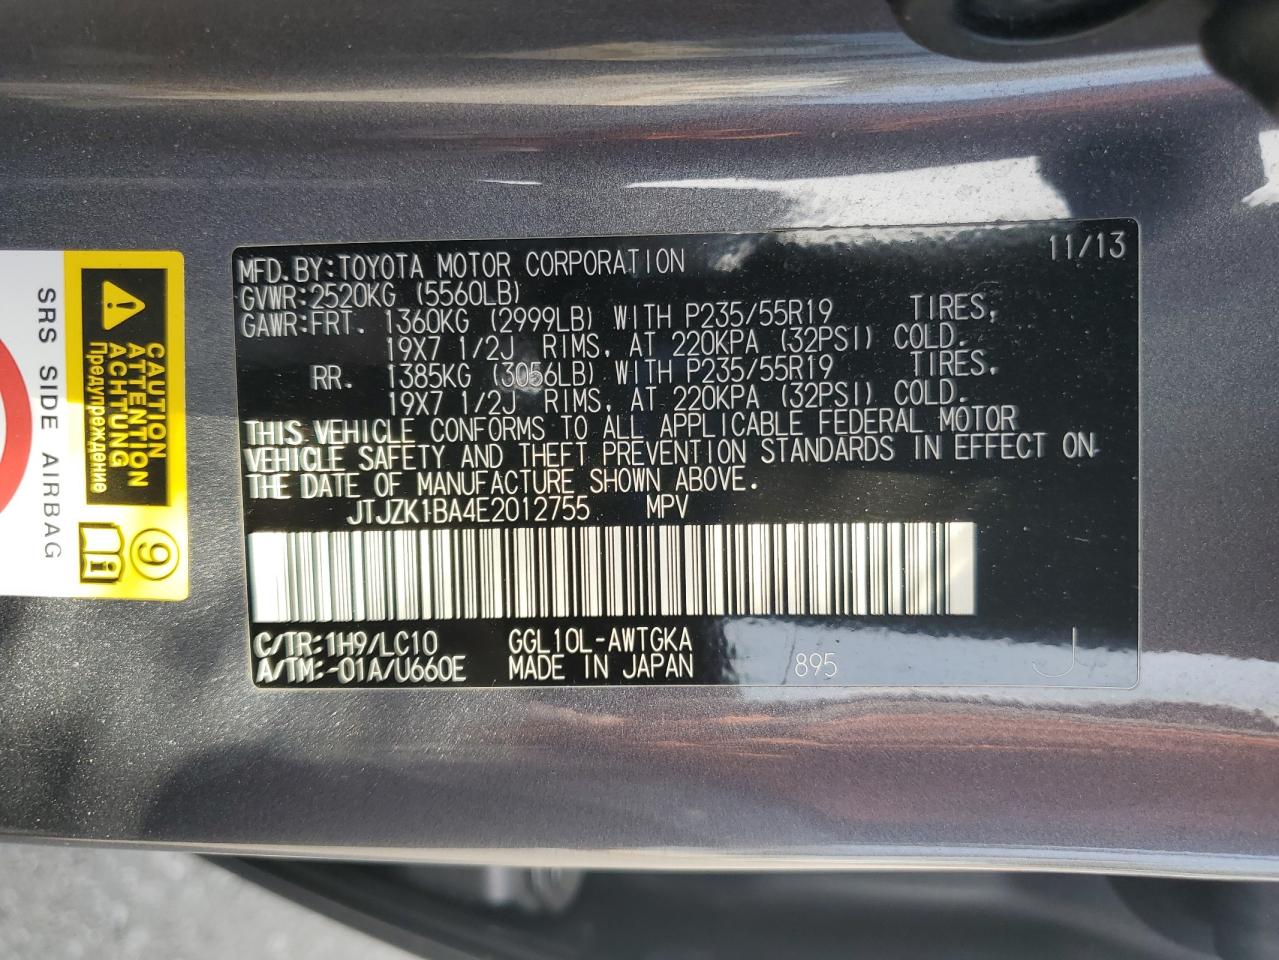 MFD.BY:TOYOTA MOTOR CORPORATION 11/13
GVWR:2520KG (5560LB)
GAWR:FRT. 1360KG (2999LB) WITH P235/55R19 TIRES,
19X7 1/2J RIMS, AT 220KPA (32PSI) COLD.
RR. 1385KG (3056LB) WITH P235/55R19 TIRES.
19X7 1/2J RIMS, AT 220KPA (32PSI) COLD.
THIS VEHICLE CONFORMS TO ALL APPLICABLE FEDERAL MOTOR
VEHICLE SAFETY AND THEFT PREVENTION STANDARDS IN EFFECT ON
THE DATE OF MANUFACTURE SHOWN ABOVE.
JTJZK1BA4E2012755 MPV
C/TR:1H9/LC10 GGL10L-AWTGKA
A/TM:-01A/U660E MADE IN JAPAN 895 J
CAUTION
ATTENTION
ACHTUNG
Предупреждение
9
SRS SIDE AIRBAG